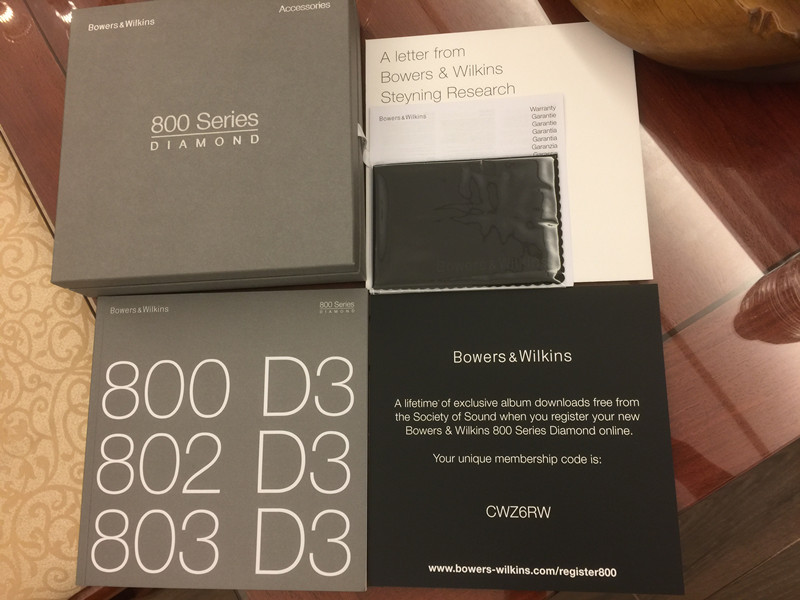 Bowers & Wilkins
Accessories
800 Series
DIAMOND
A letter from
Bowers & Wilkins
Steyning Research
Bowers & Wilkins
Warranty
Garantie
Garantie
Garantía
Garantia
Garanzia
Bowers & Wilkins
800 Series
DIAMOND
800 D3
802 D3
803 D3
Bowers & Wilkins
A lifetime of exclusive album downloads free from
the Society of Sound when you register your new
Bowers & Wilkins 800 Series Diamond online.
Your unique membership code is:
CWZ6RW
www.bowers-wilkins.com/register800